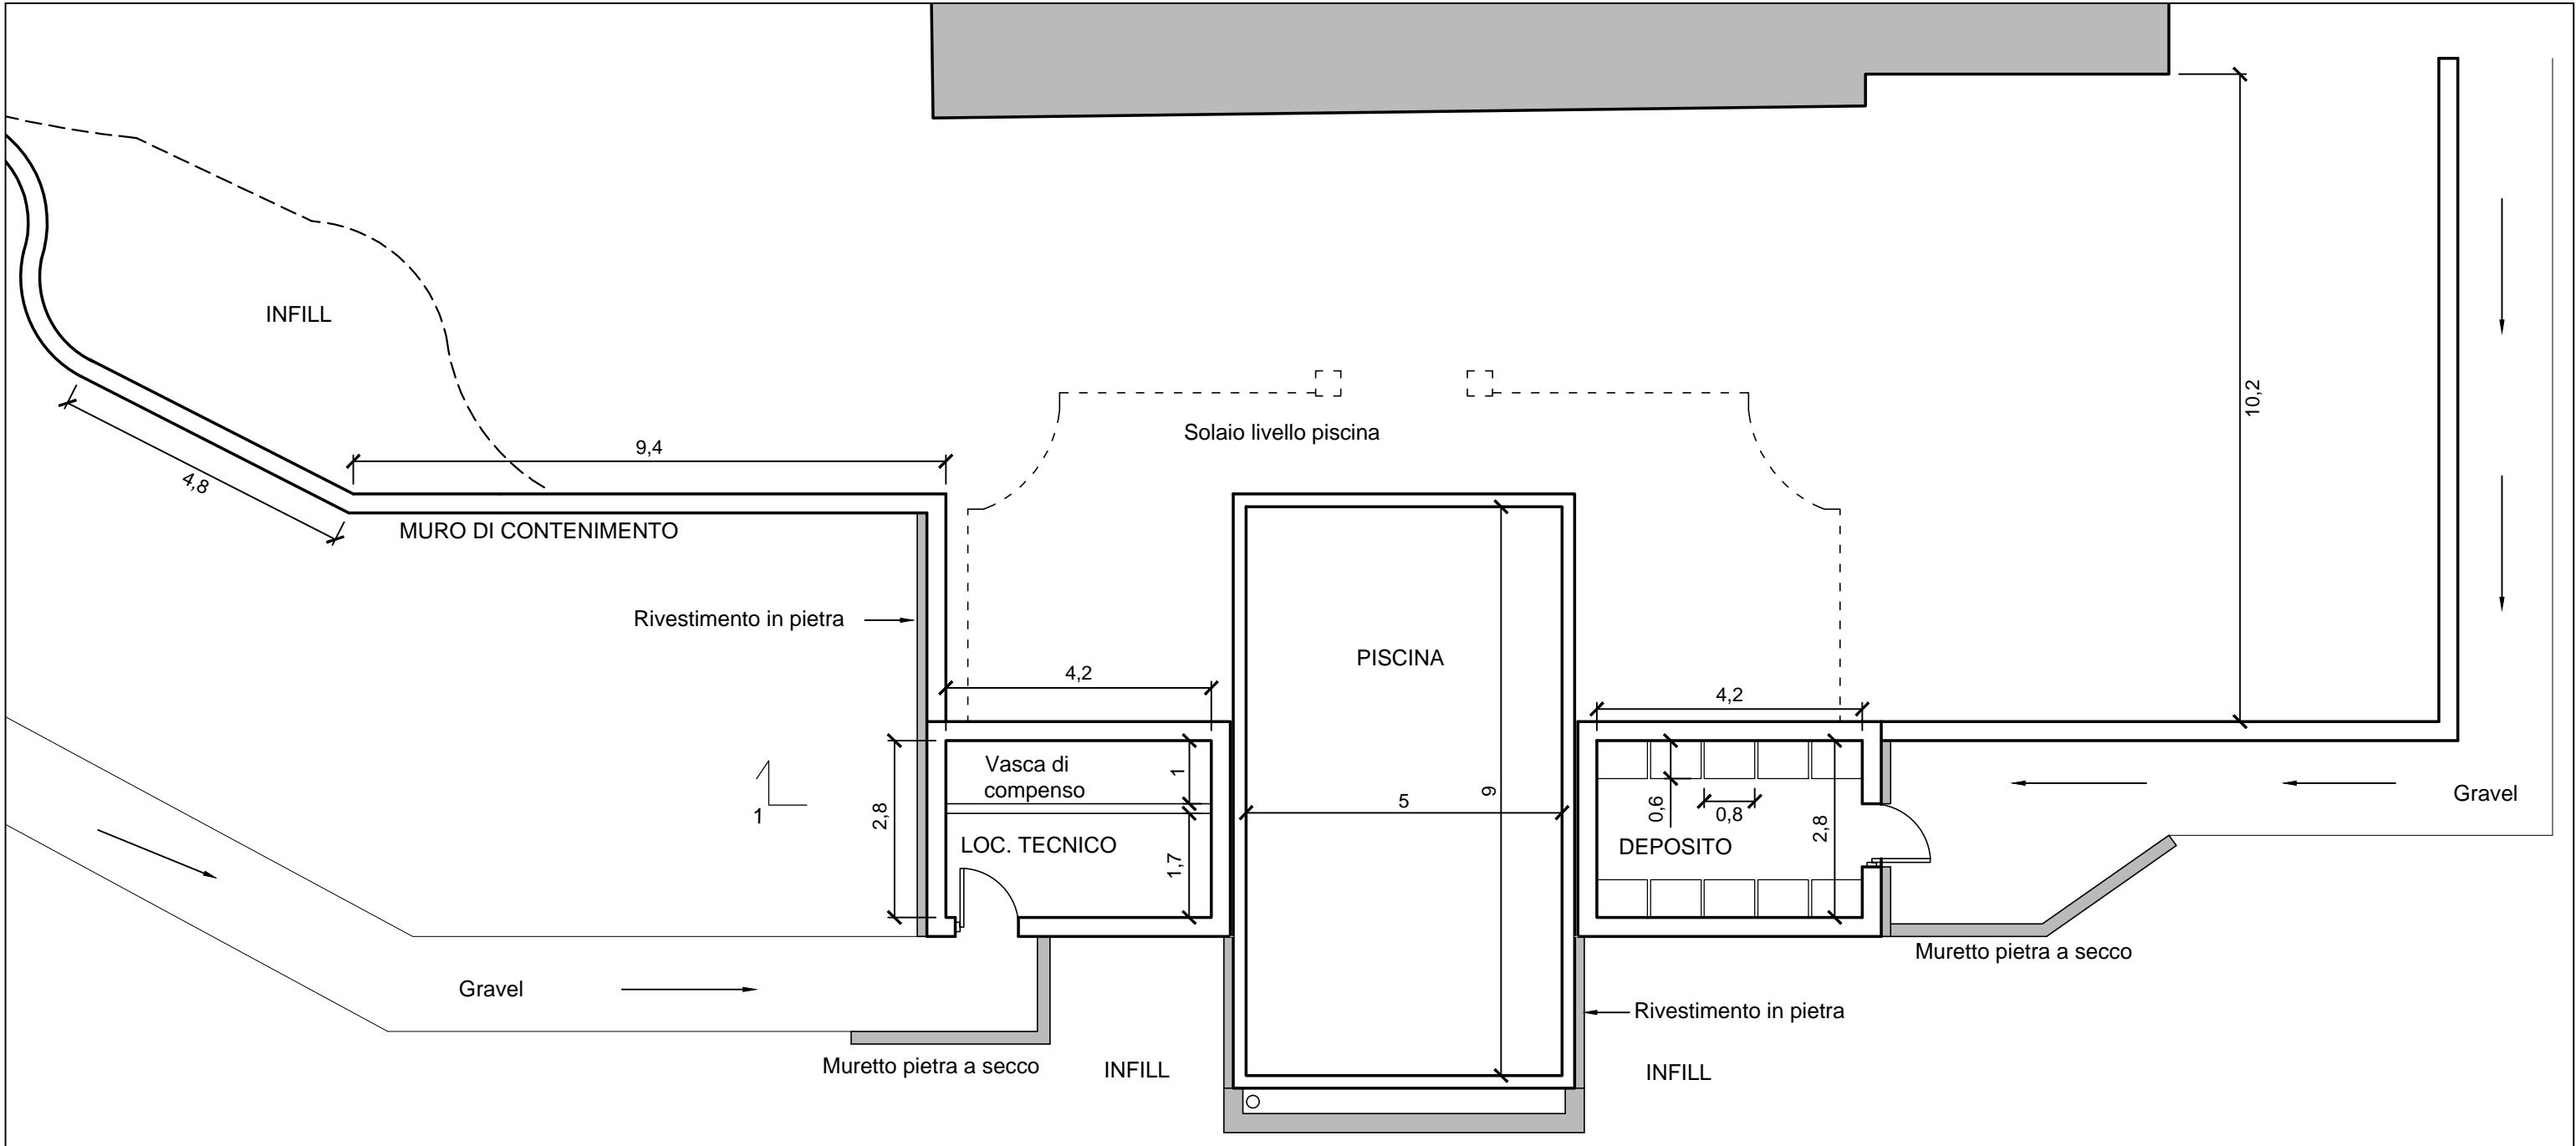 INFILL
10,2
Solaio livello piscina
9,4
4,8
MURO DI CONTENIMENTO
Rivestimento in pietra
PISCINA
4,2
4,2
Vasca di
compenso
1
2,8
1
LOC. TECNICO
1,7
5
9
0,6
0,8
2,8
DEPOSITO
Gravel
Muretto pietra a secco
Gravel
Rivestimento in pietra
Muretto pietra a secco
INFILL
INFILL